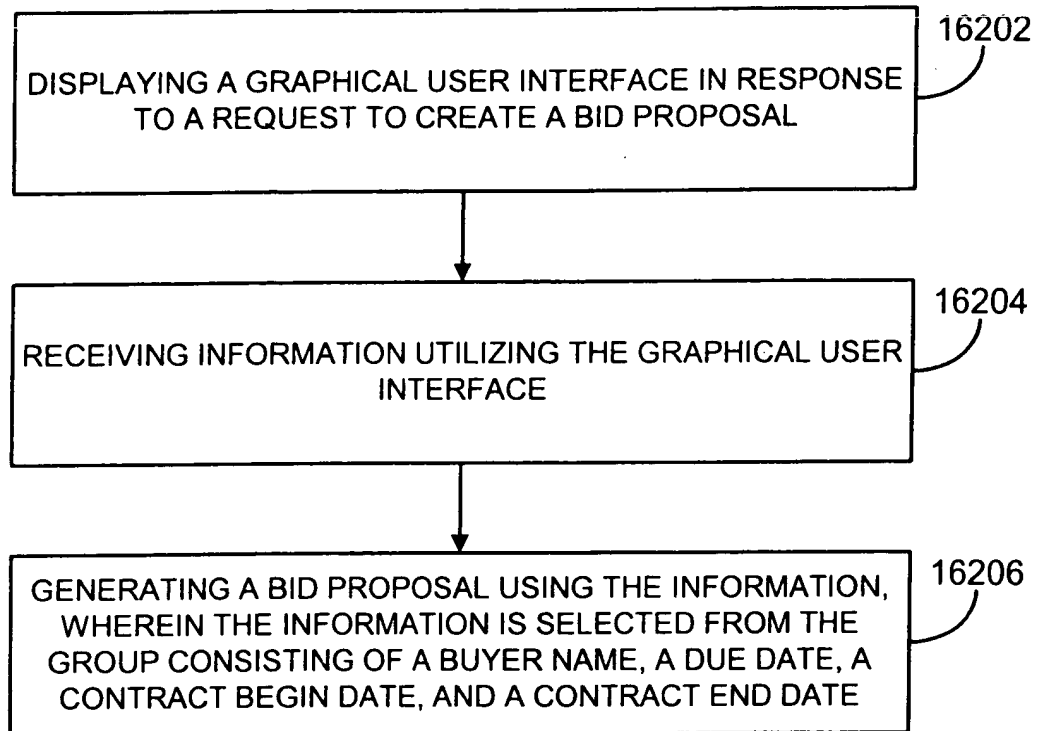 16202
DISPLAYING A GRAPHICAL USER INTERFACE IN RESPONSE
TO A REQUEST TO CREATE A BID PROPOSAL
16204
RECEIVING INFORMATION UTILIZING THE GRAPHICAL USER
INTERFACE
16206
GENERATING A BID PROPOSAL USING THE INFORMATION,
WHEREIN THE INFORMATION IS SELECTED FROM THE
GROUP CONSISTING OF A BUYER NAME, A DUE DATE, A
CONTRACT BEGIN DATE, AND A CONTRACT END DATE